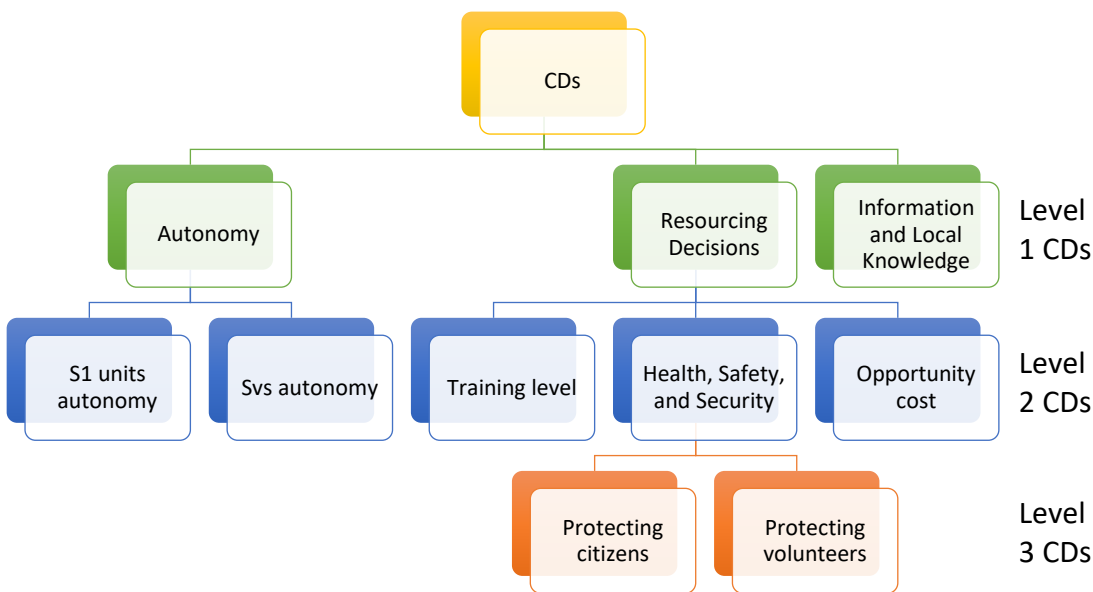 CDs
Autonomy
Resourcing
Decisions
Information
and Local
Knowledge
Level
1 CDs
S1 units
autonomy
Svs autonomy
Training level
Health, Safety,
and Security
Opportunity
cost
Level
2 CDs
Protecting
citizens
Protecting
volunteers
Level
3 CDs